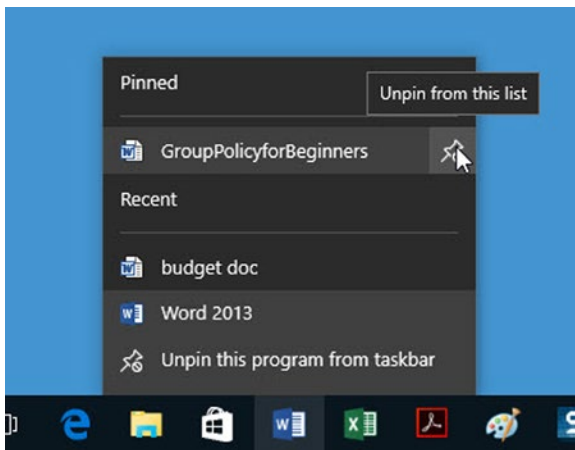 Pinned
Unpin from this list
GroupPolicyforBeginners
Recent
budget doc
Word 2013
Unpin this program from taskbar